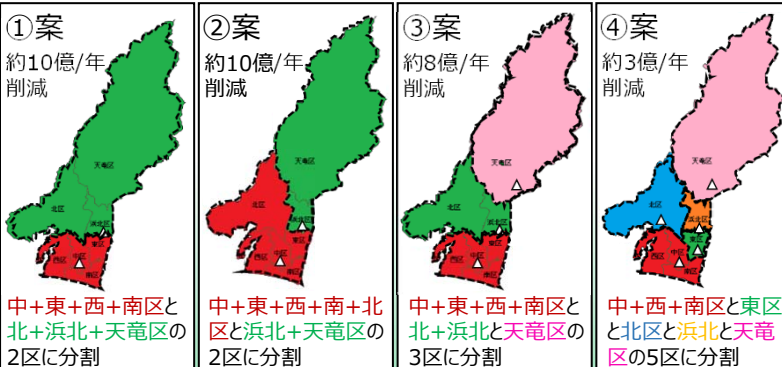 ①案
約10億/年
削減
天竜区
北区
浜北区
東区
西区
中区
南区
中+東+西+南区と
北+浜北+天竜区の
2区に分割
②案
約10億/年
削減
天竜区
北区
浜北区
東区
西区
中区
南区
中+東+西+南+北
区と浜北+天竜区の
2区に分割
③案
約8億/年
削減
天竜区
北区
浜北区
東区
西区
中区
南区
中+東+西+南区と
北+浜北と天竜区の
3区に分割
④案
約3億/年
削減
天竜区
北区
浜北区
東区
西区
中区
南区
中+西+南区と東区
と北区と浜北と天竜
区の5区に分割